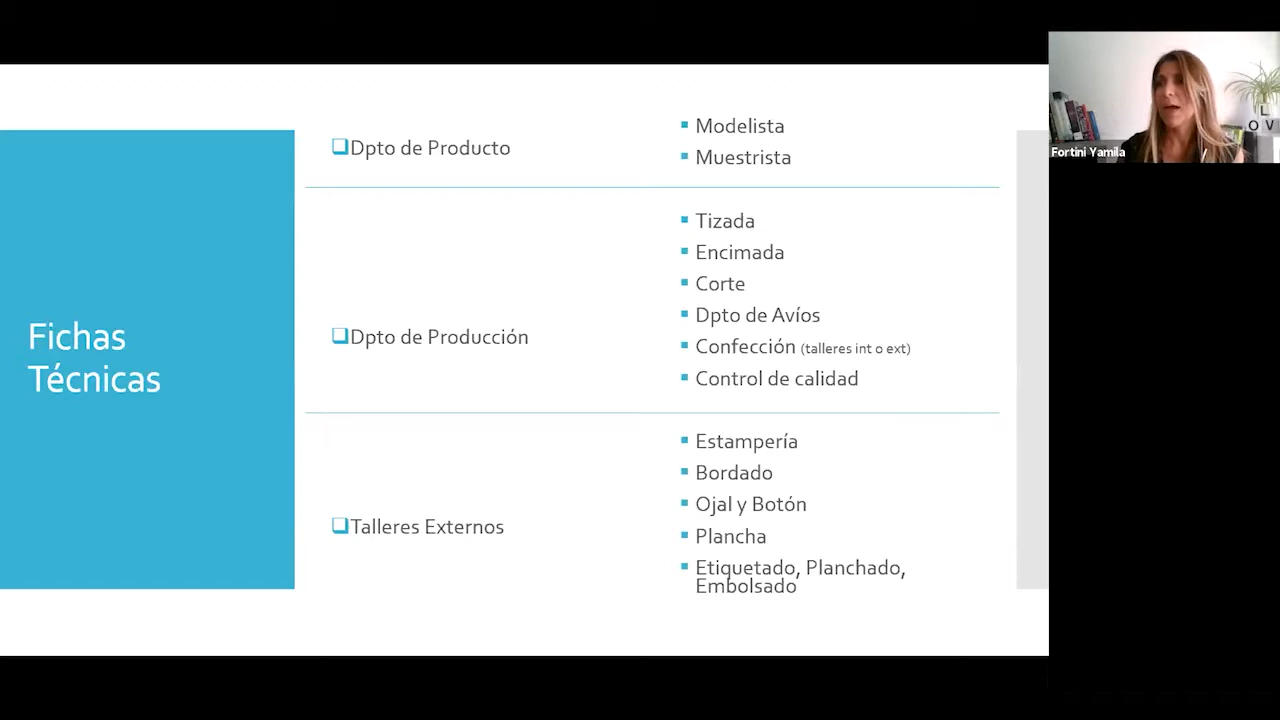 Fichas
Técnicas
Dpto de Producto
Modelista
Muestrista
Dpto de Producción
Tizada
Encimada
Corte
Dpto de Avíos
Confección (talleres int o ext)
Control de calidad
Talleres Externos
Estampería
Bordado
Ojal y Botón
Plancha
Etiquetado, Planchado,
Embolsado
Fortini Yamila
L
OV